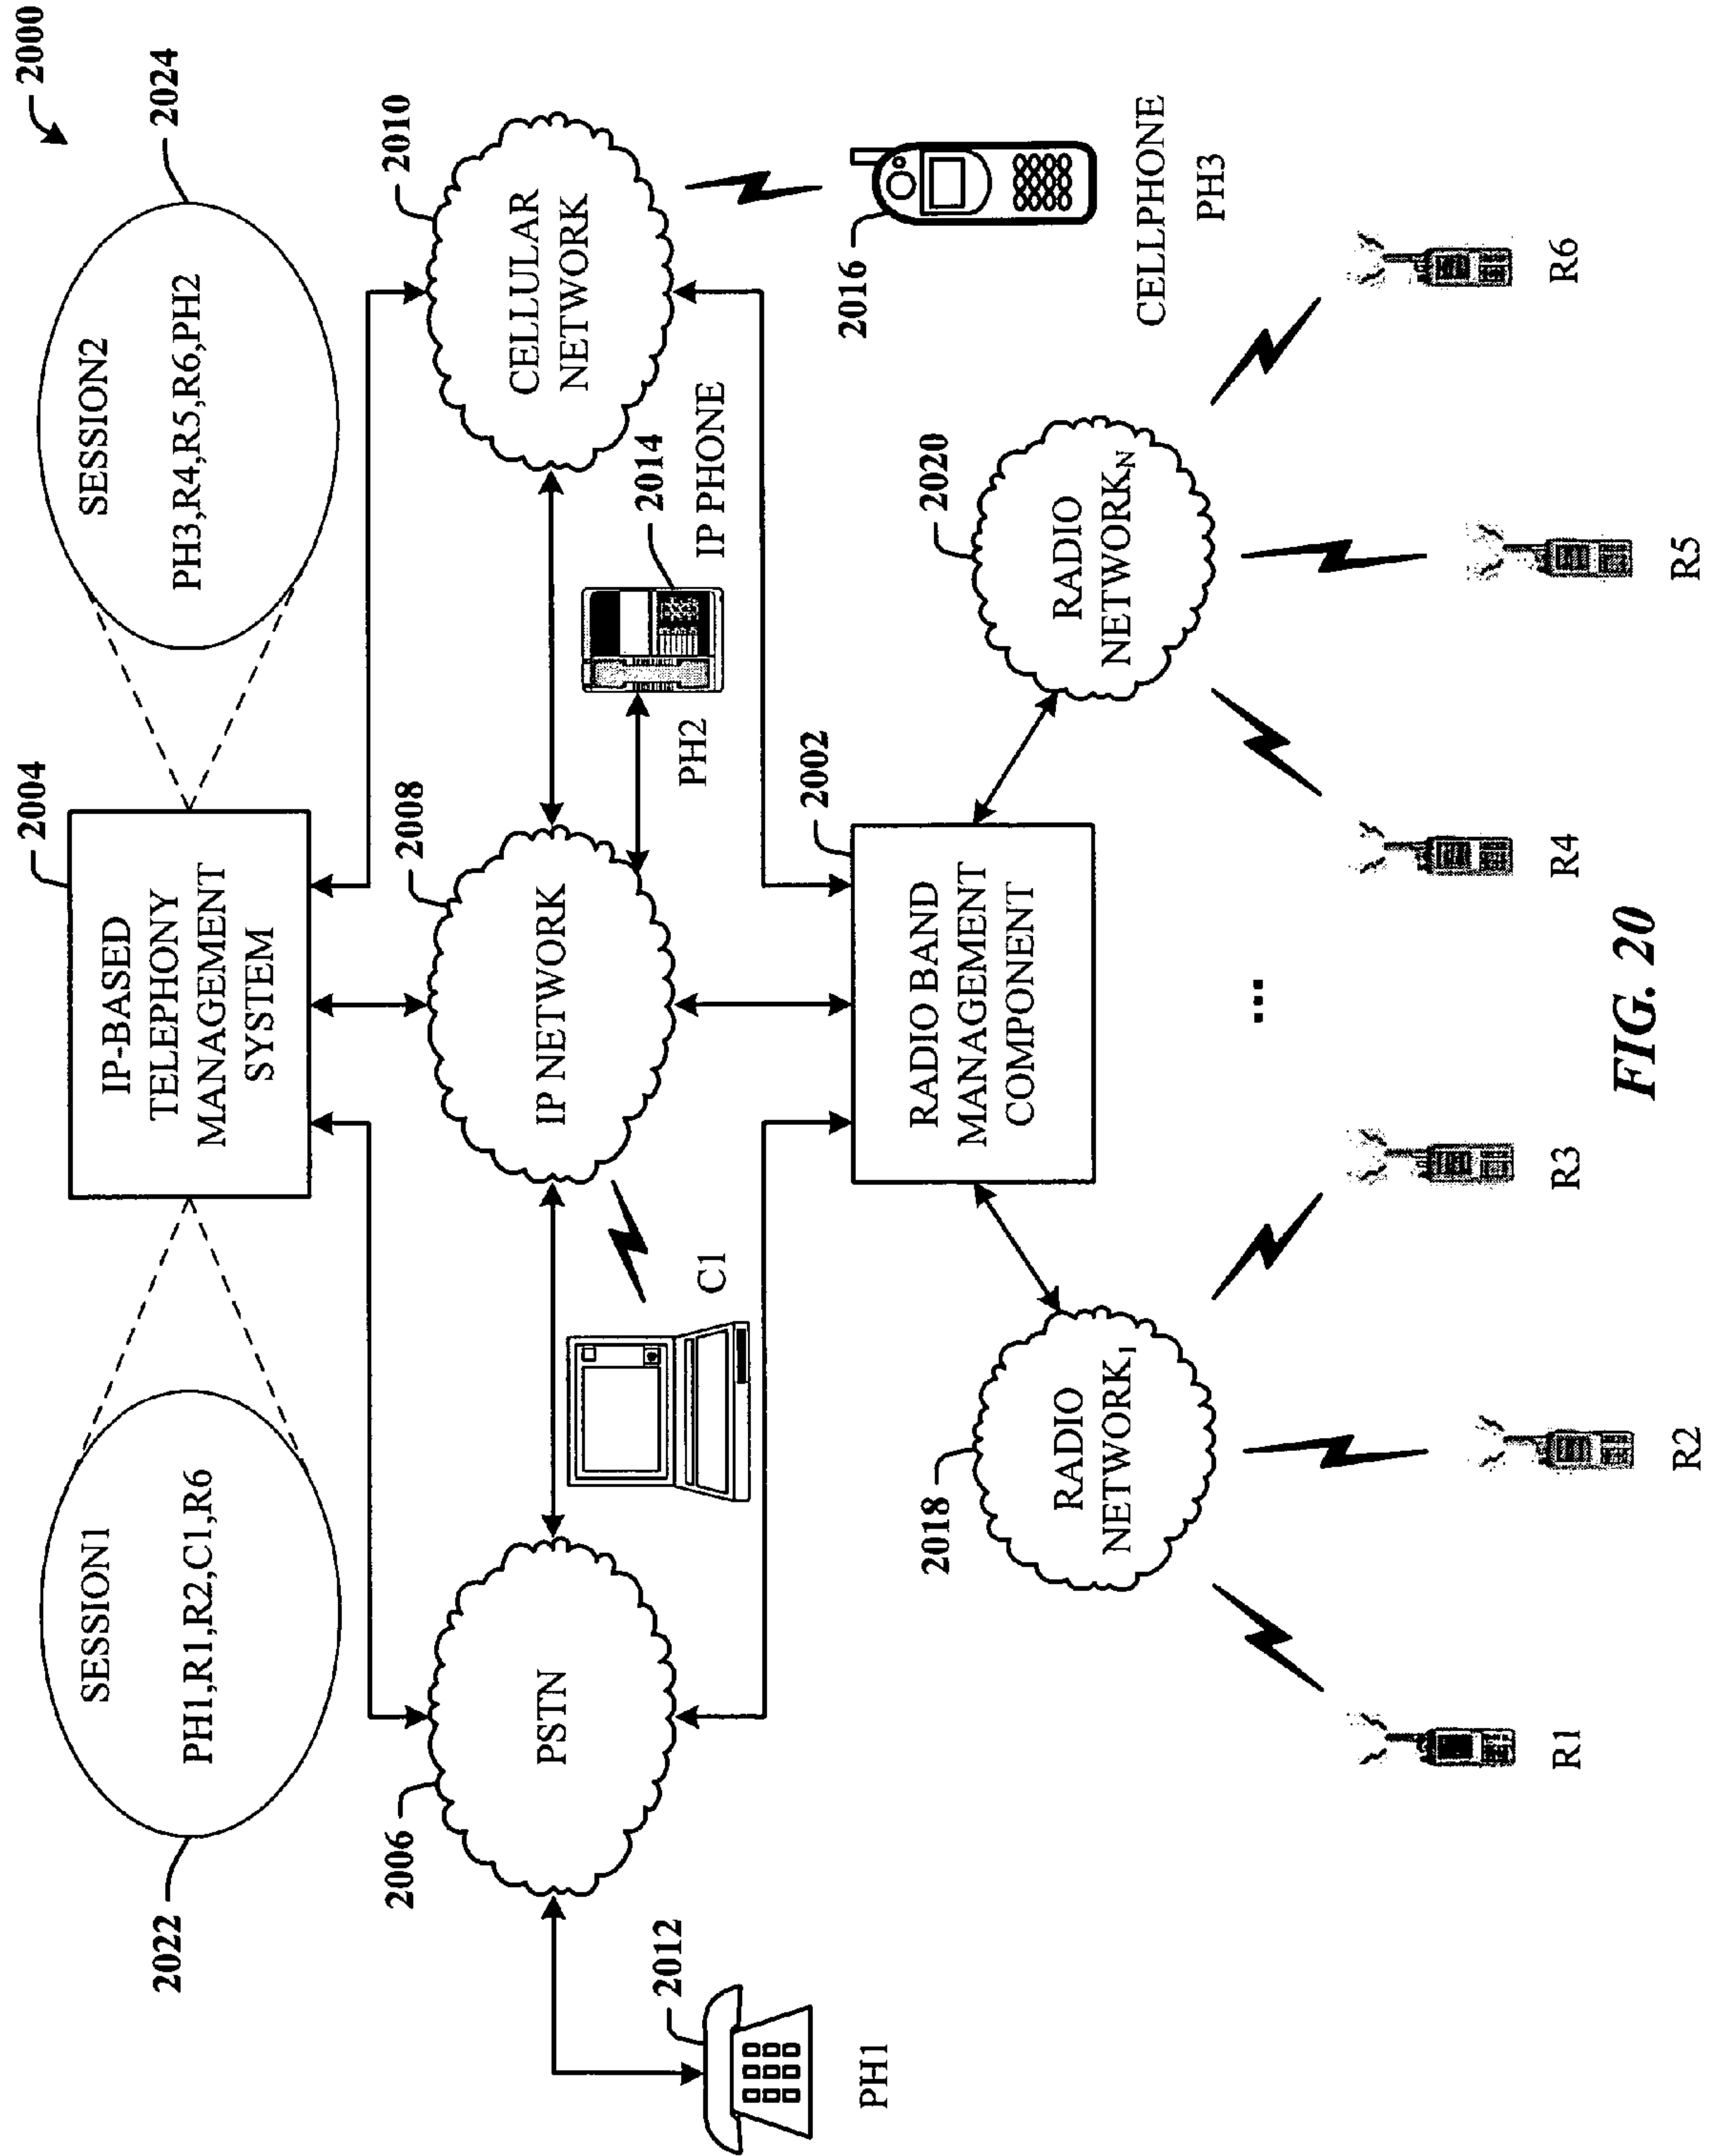 2000
2004
2024
SESSION1
PH1,R1,R2,C1,R6
2022
IP-BASED
TELEPHONY
MANAGEMENT
SYSTEM
SESSION2
PH3,R4,R5,R6,PH2
2006
PSTN
2008
IP NETWORK
2010
CELLULAR
NETWORK
2012
PH1
C1
PH2
2014
IP PHONE
2016
CELLPHONE
PH3
2002
RADIO BAND
MANAGEMENT
COMPONENT
2018
RADIO
NETWORK1
2020
RADIO
NETWORKN
...
R1
R2
R3
R4
R5
R6
FIG. 20